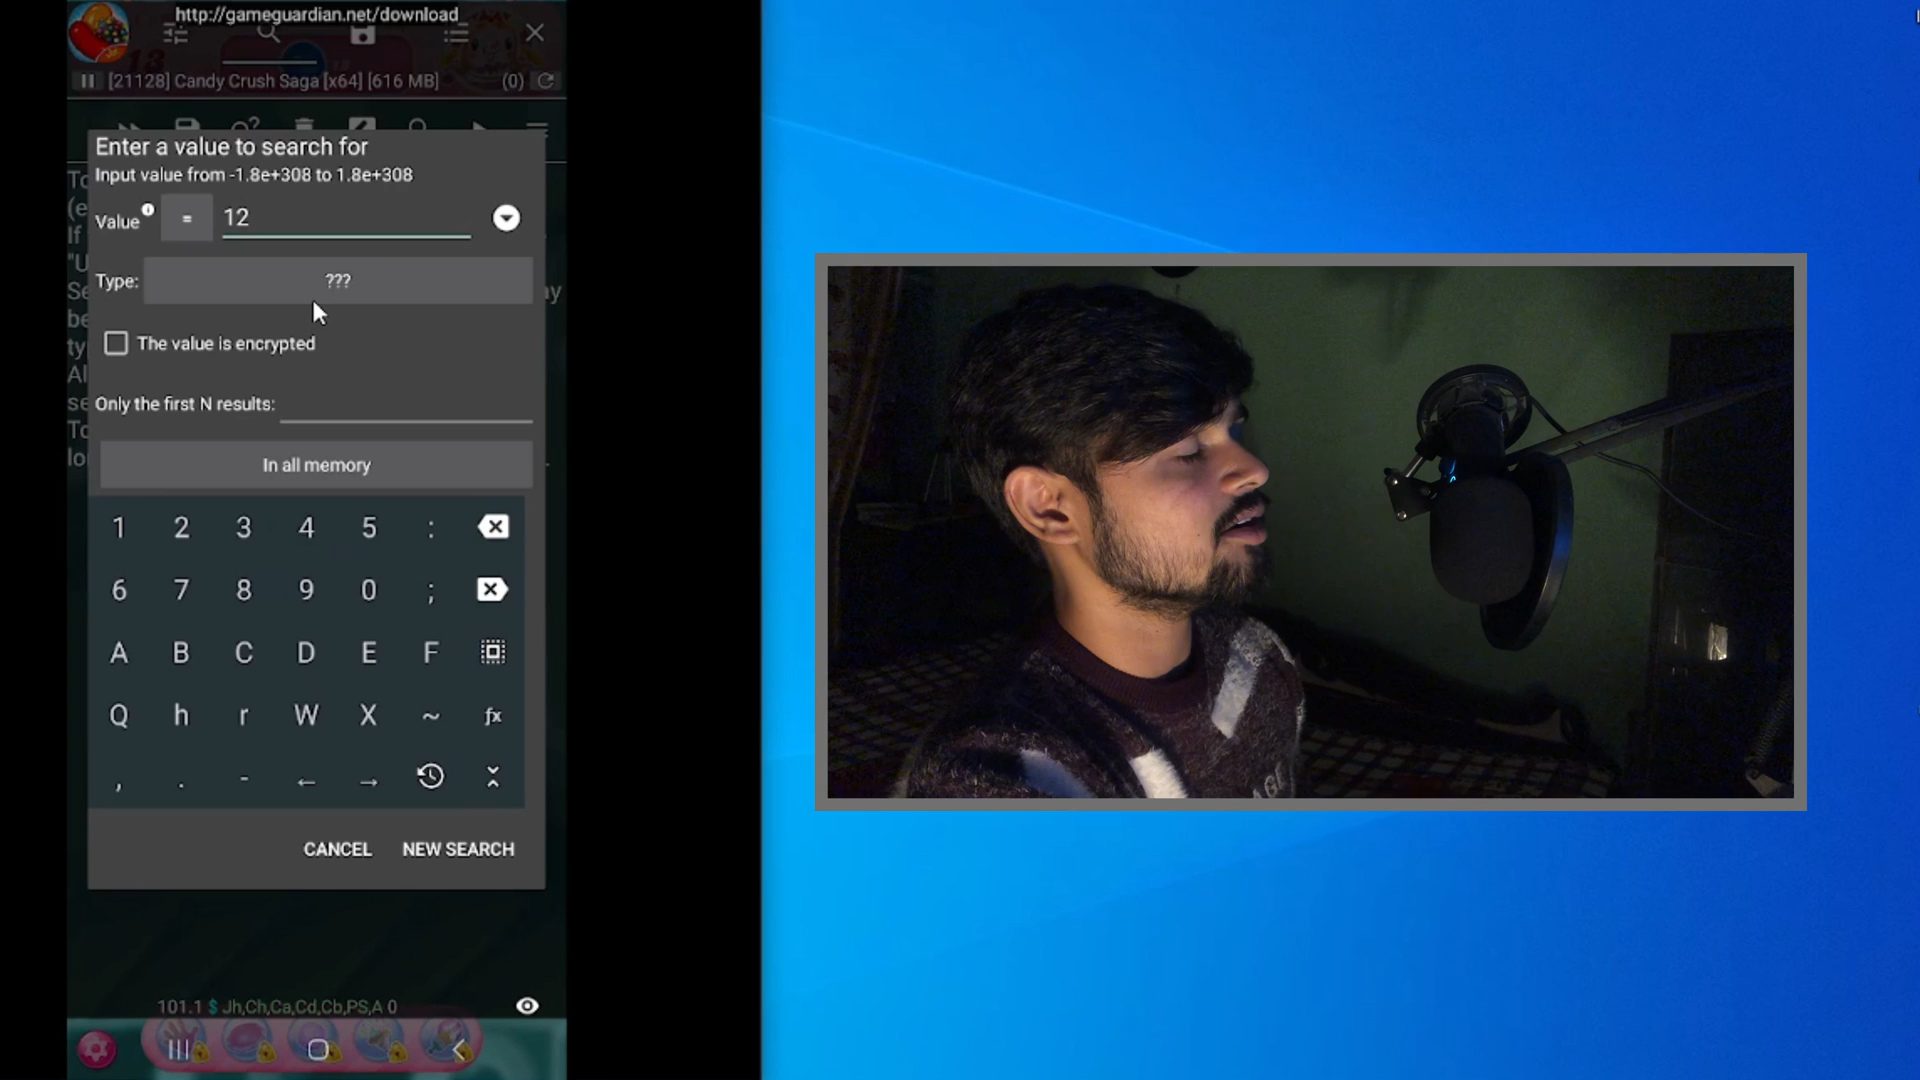 http://gameguardian.net/download
[21128] Candy Crush Saga [x64] [616 MB] (0)
Enter a value to search for
Input value from -1.8e+308 to 1.8e+308
Value = 12
Type: ???
The value is encrypted
Only the first N results:
In all memory
1 2 3 4 5 :
6 7 8 9 0 ;
A B C D E F
Q h r W X ~ fx
, . - ← →
CANCEL NEW SEARCH
101.1 $ Jh,Ch,Ca,Cd,Cb,PS,A 0